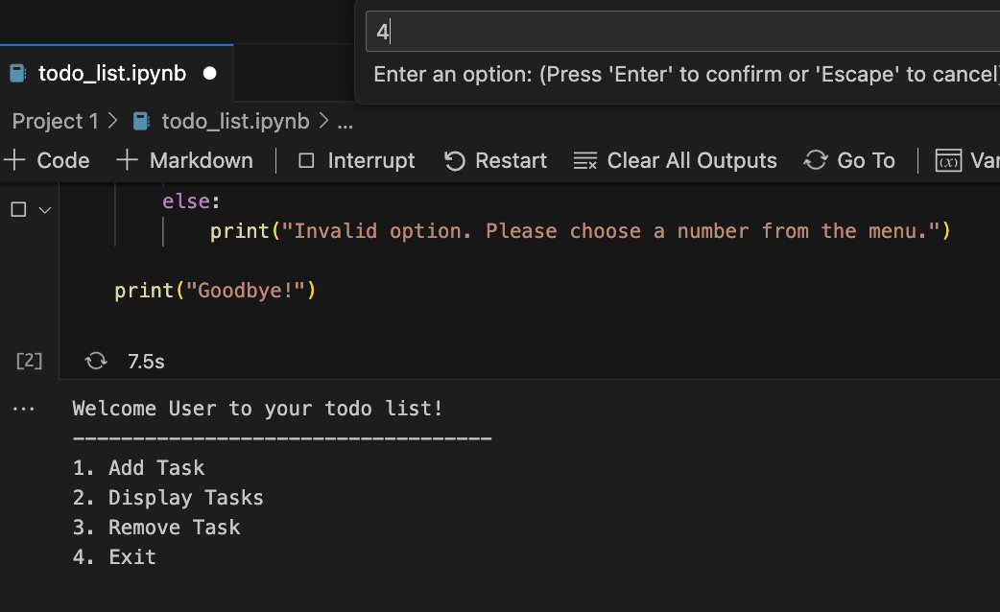 4
Enter an option: (Press 'Enter' to confirm or 'Escape' to cancel)
todo_list.ipynb
Project 1 > todo_list.ipynb > ...
+ Code + Markdown | Interrupt Restart Clear All Outputs Go To | Var
else:
print("Invalid option. Please choose a number from the menu.")
print("Goodbye!")
[2] 7.5s
... Welcome User to your todo list!
-----------------------------------
1. Add Task
2. Display Tasks
3. Remove Task
4. Exit